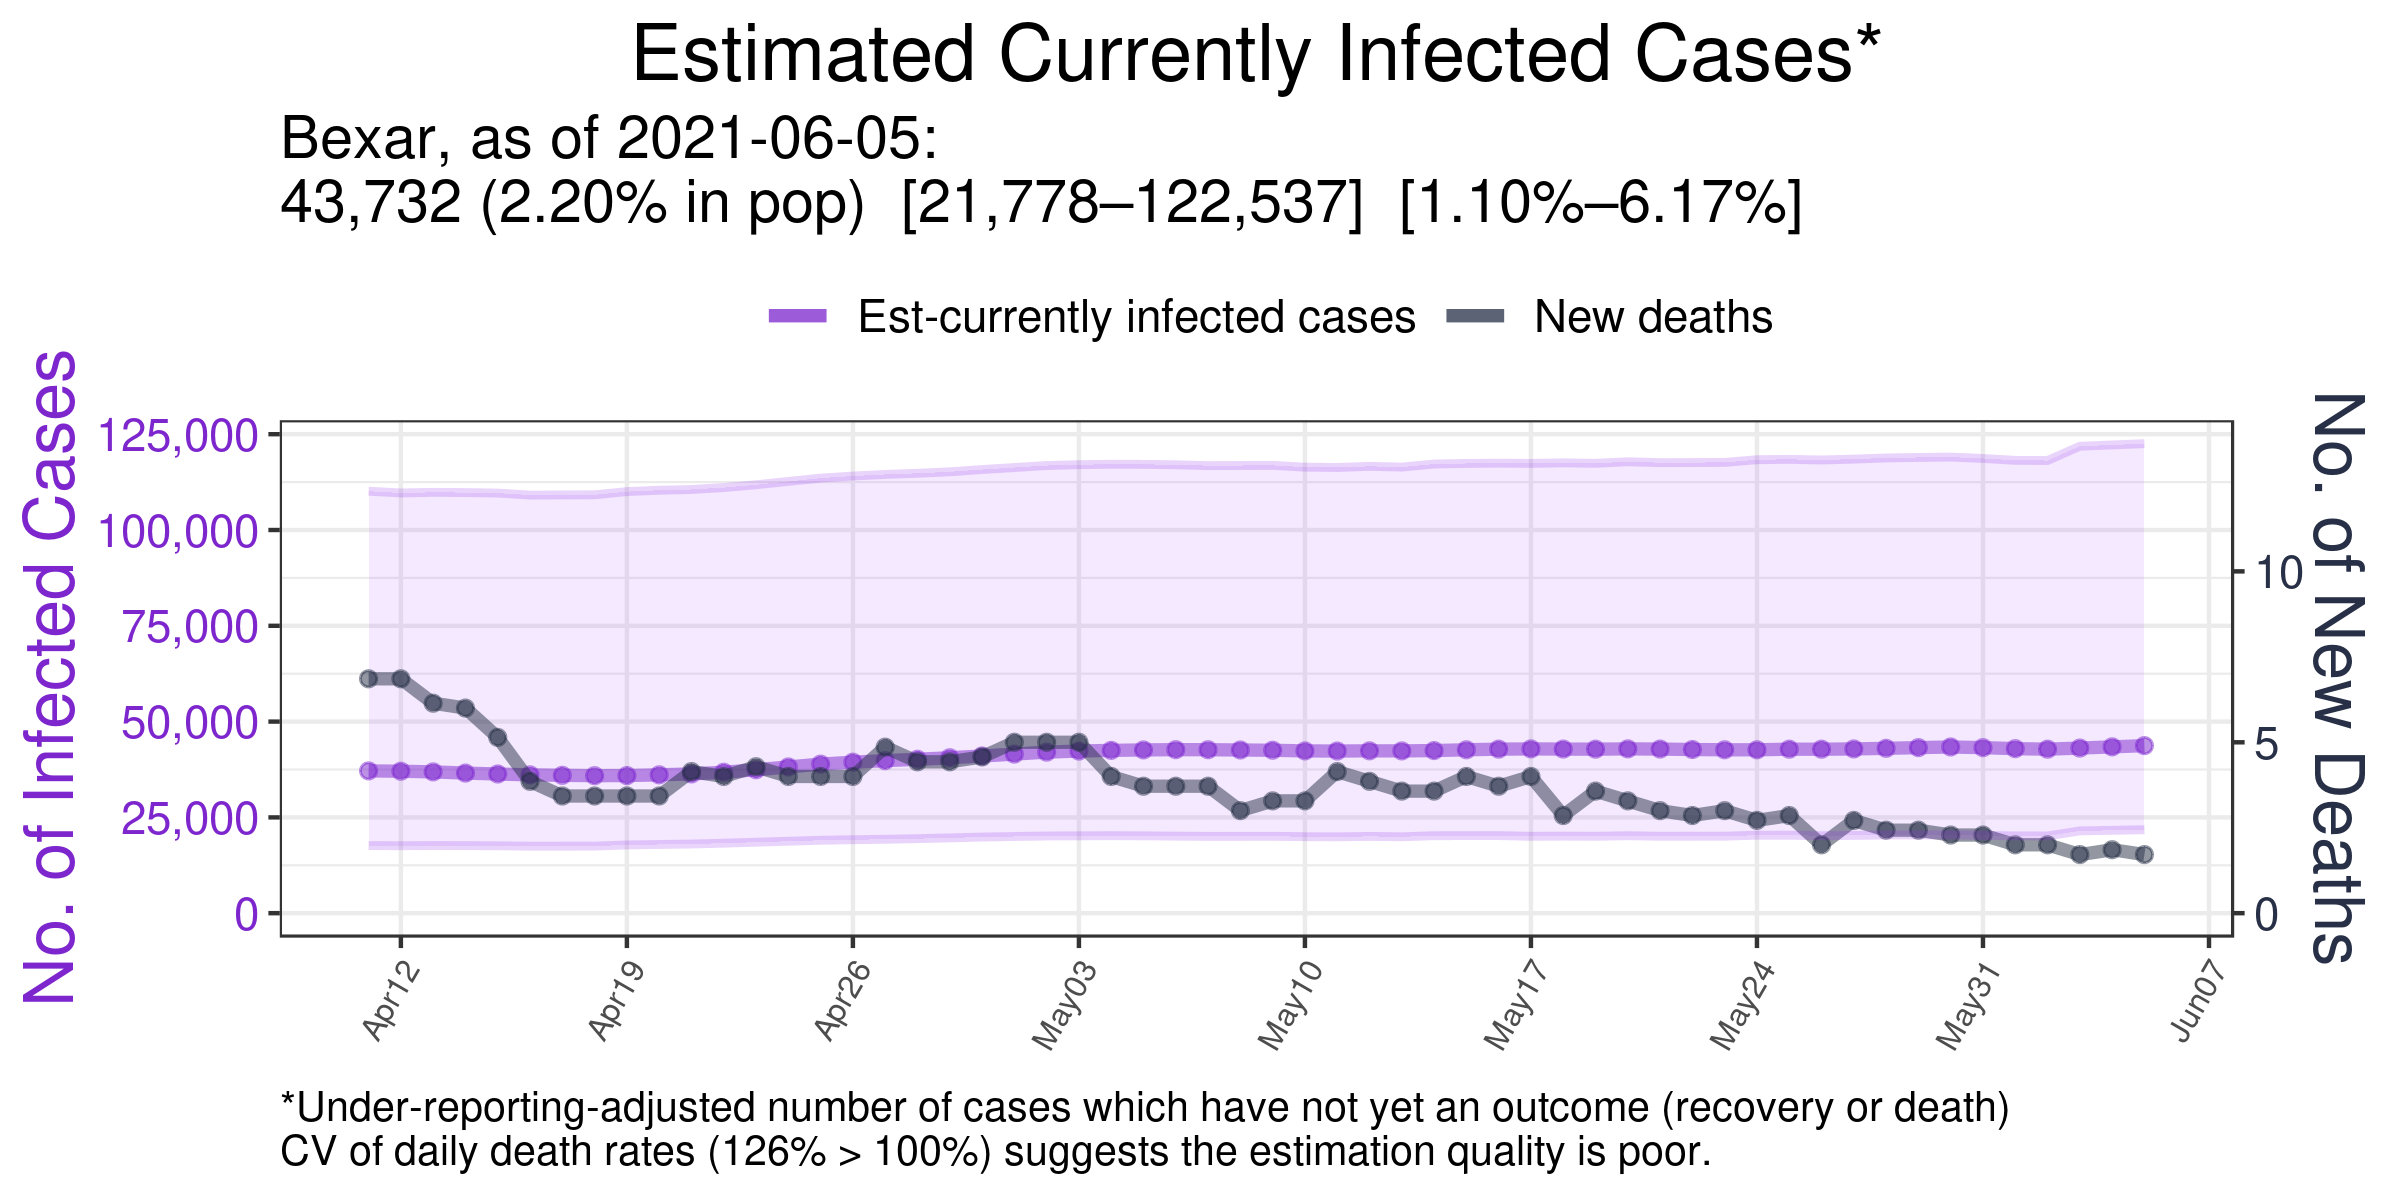 Estimated Currently Infected Cases*
Bexar, as of 2021-06-05:
43,732 (2.20% in pop)  [21,778–122,537]  [1.10%–6.17%]
Est-currently infected cases
New deaths
No. of Infected Cases
125,000
100,000
75,000
50,000
25,000
0
10
5
0
No. of New Deaths
Apr12
Apr19
Apr26
May03
May10
May17
May24
May31
Jun07
*Under-reporting-adjusted number of cases which have not yet an outcome (recovery or death)
CV of daily death rates (126% > 100%) suggests the estimation quality is poor.